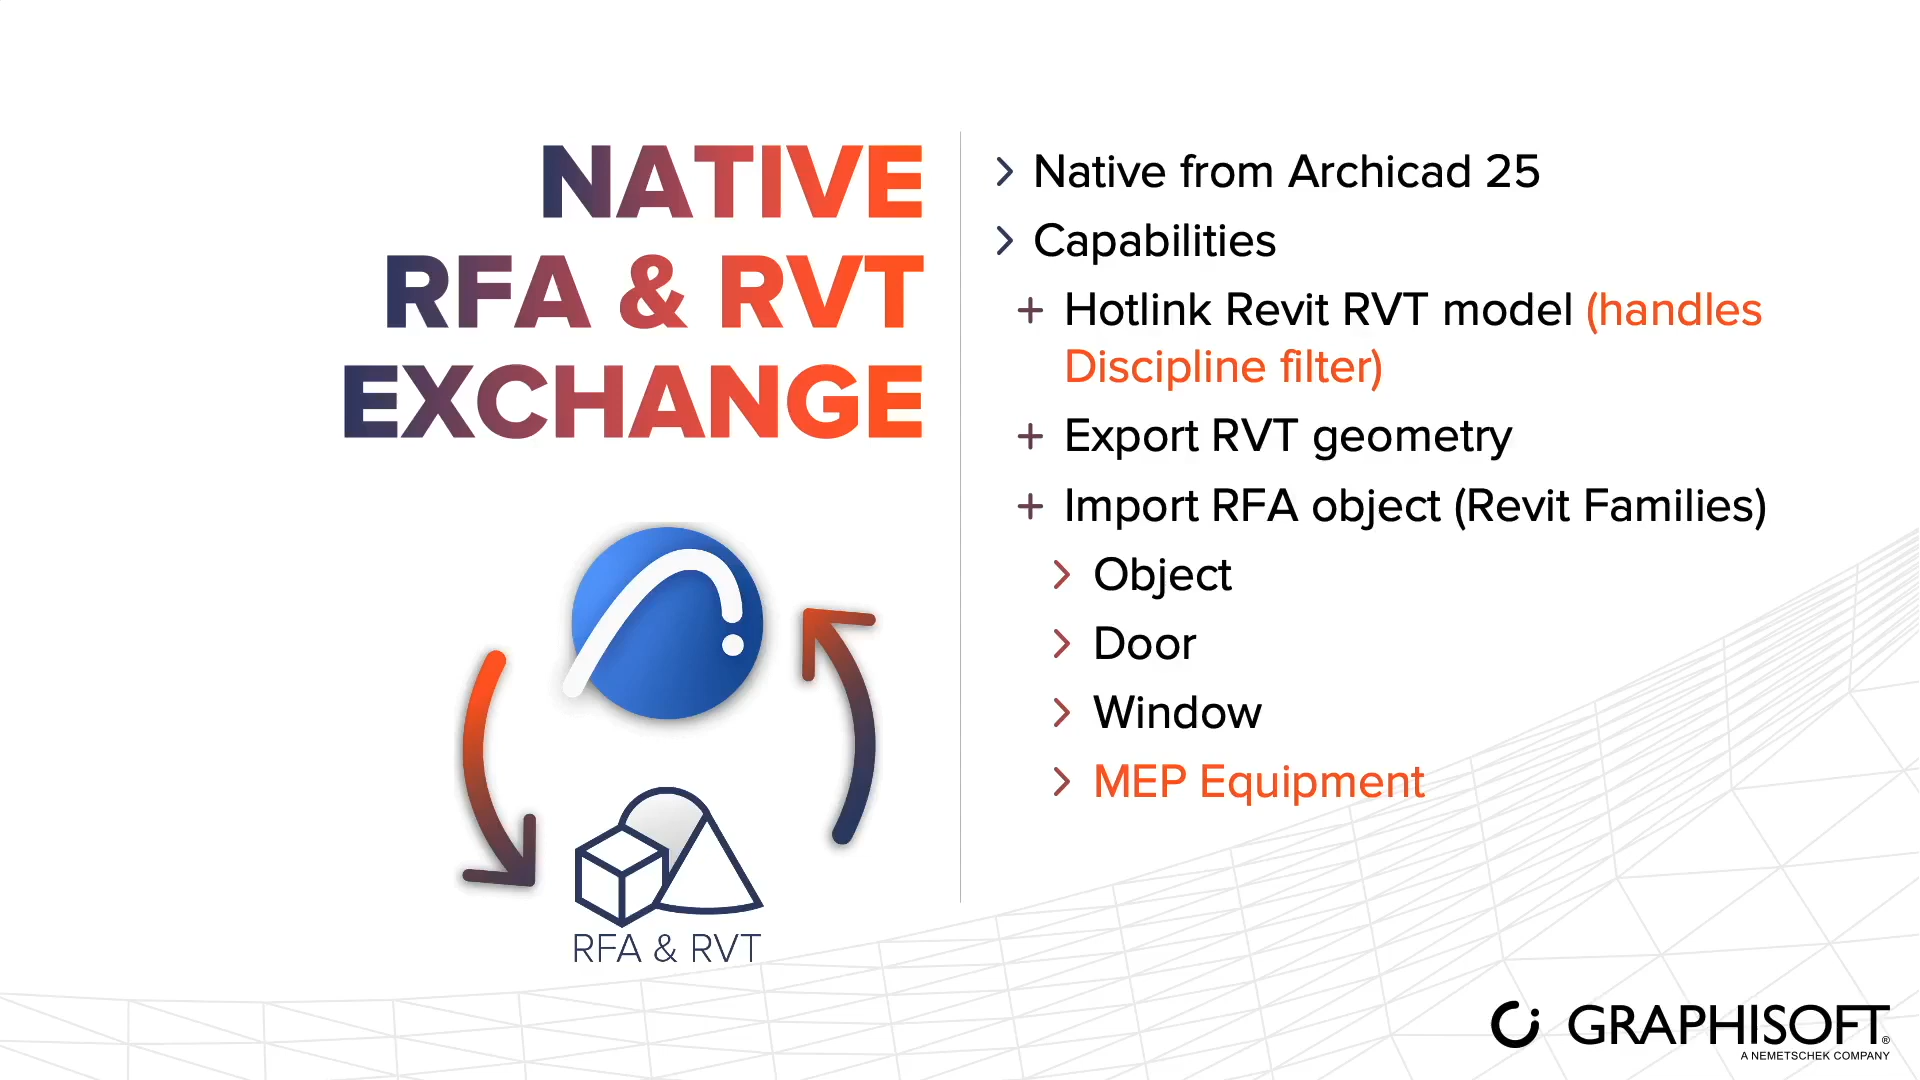 NATIVE
RFA & RVT
EXCHANGE
RFA & RVT
Native from Archicad 25
Capabilities
+ Hotlink Revit RVT model (handles
Discipline filter)
+ Export RVT geometry
+ Import RFA object (Revit Families)
Object
Door
Window
MEP Equipment
GRAPHISOFT®
A NEMETSCHEK COMPANY